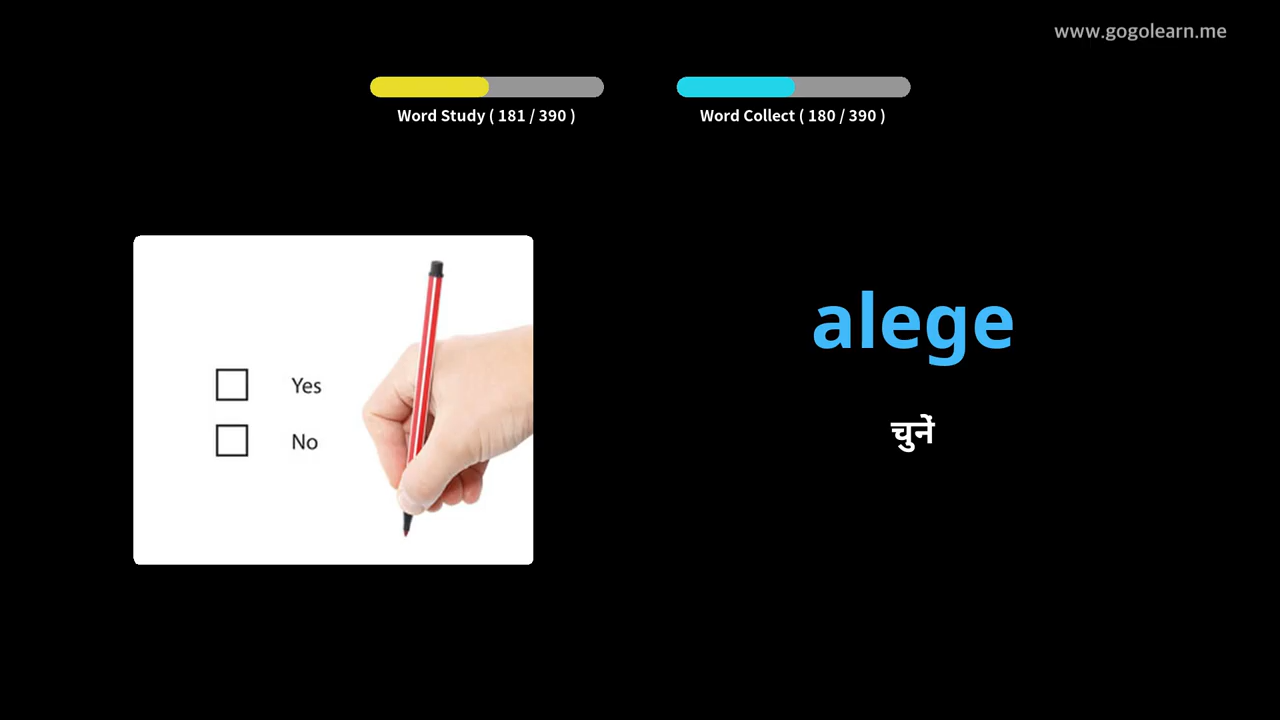 www.gogolearn.me
Word Study ( 181 / 390 )
Word Collect ( 180 / 390 )
Yes
No
alege
चुनें